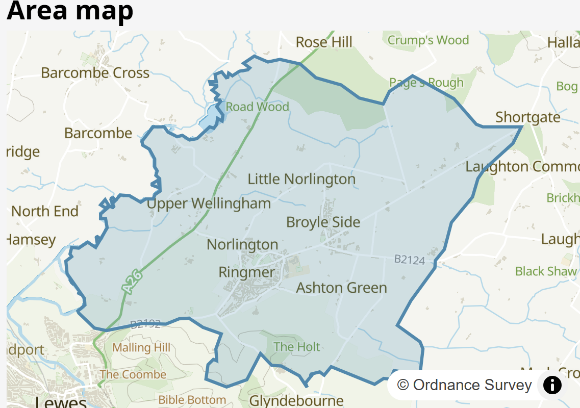 Area map
Rose Hill
Crump's Wood
Halla
Barcombe Cross
Page's Rough
Bog
Road Wood
Shortgate
Barcombe
ridge
Laughton Commo
Little Norlington
Brickh
Upper Wellingham
North End
Broyle Side
Hamsey
Norlington
Laugh
B2124
Ringmer
Black Shaw
A26
Ashton Green
B2192
dport
Malling Hill
The Holt
The Coombe
© Ordnance Survey
Bible Bottom
Glyndebourne
Lewes